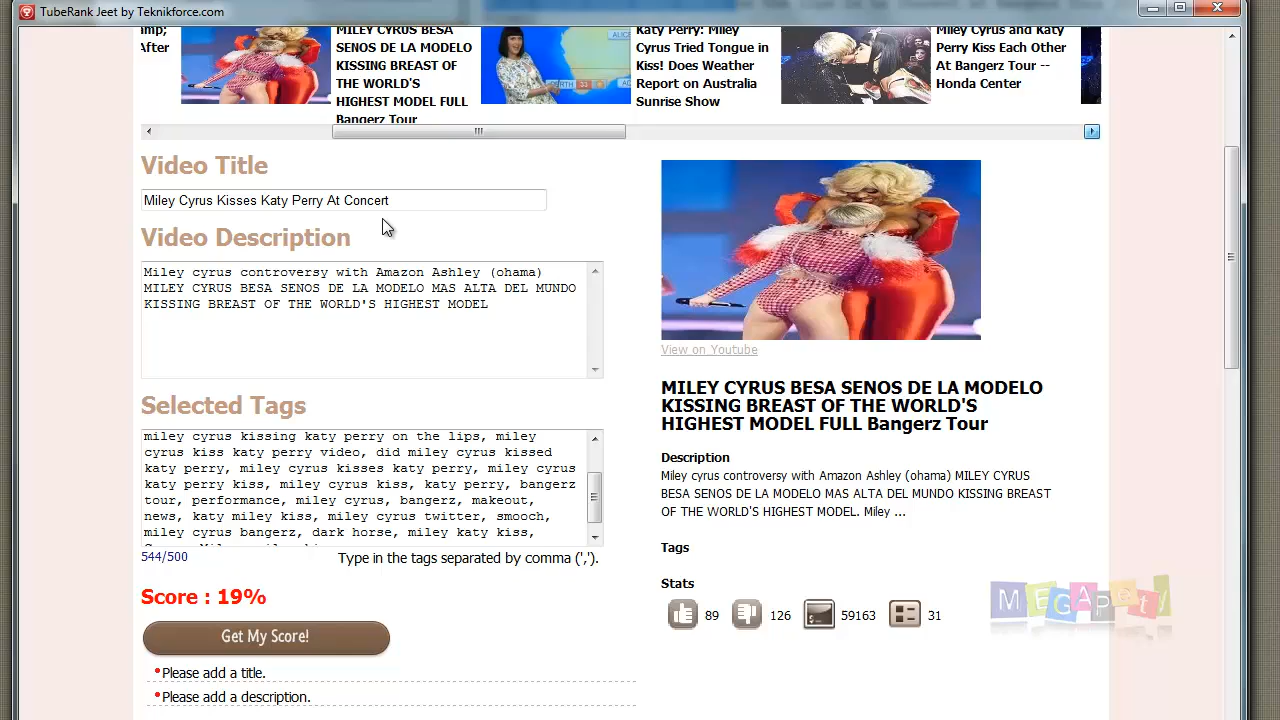 TubeRank Jeet by Teknikforce.com
amp;
After
MILEY CYRUS BESA
SENOS DE LA MODELO
KISSING BREAST OF
THE WORLD'S
HIGHEST MODEL FULL
Bangerz Tour
Katy Perry: Miley
Cyrus Tried Tongue in
Kiss! Does Weather
Report on Australia
Sunrise Show
Miley Cyrus and Katy
Perry Kiss Each Other
At Bangerz Tour --
Honda Center
Video Title
Miley Cyrus Kisses Katy Perry At Concert
Video Description
Miley cyrus controversy with Amazon Ashley (ohama)
MILEY CYRUS BESA SENOS DE LA MODELO MAS ALTA DEL MUNDO
KISSING BREAST OF THE WORLD'S HIGHEST MODEL
Selected Tags
miley cyrus kissing katy perry on the lips, miley
cyrus kiss katy perry video, did miley cyrus kissed
katy perry, miley cyrus kisses katy perry, miley cyrus
katy perry kiss, miley cyrus kiss, katy perry, bangerz
tour, performance, miley cyrus, bangerz, makeout,
news, katy miley kiss, miley cyrus twitter, smooch,
miley cyrus bangerz, dark horse, miley katy kiss,
544/500
Type in the tags separated by comma (',').
Score : 19%
Get My Score!
Please add a title.
Please add a description.
View on Youtube
MILEY CYRUS BESA SENOS DE LA MODELO
KISSING BREAST OF THE WORLD'S
HIGHEST MODEL FULL Bangerz Tour
Description
Miley cyrus controversy with Amazon Ashley (ohama) MILEY CYRUS
BESA SENOS DE LA MODELO MAS ALTA DEL MUNDO KISSING BREAST
OF THE WORLD'S HIGHEST MODEL. Miley ...
Tags
Stats
89 126 59163 31